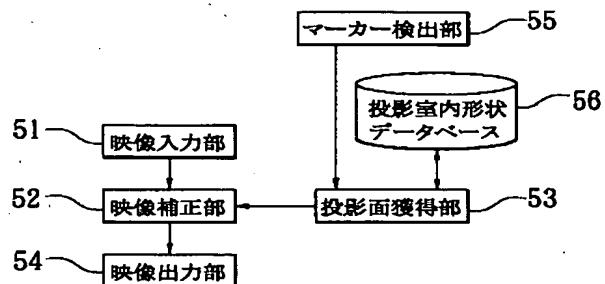 マーカー検出部
55
投影室内形状
データベース
56
51
映像入力部
52
映像補正部
投影面獲得部
53
54
映像出力部